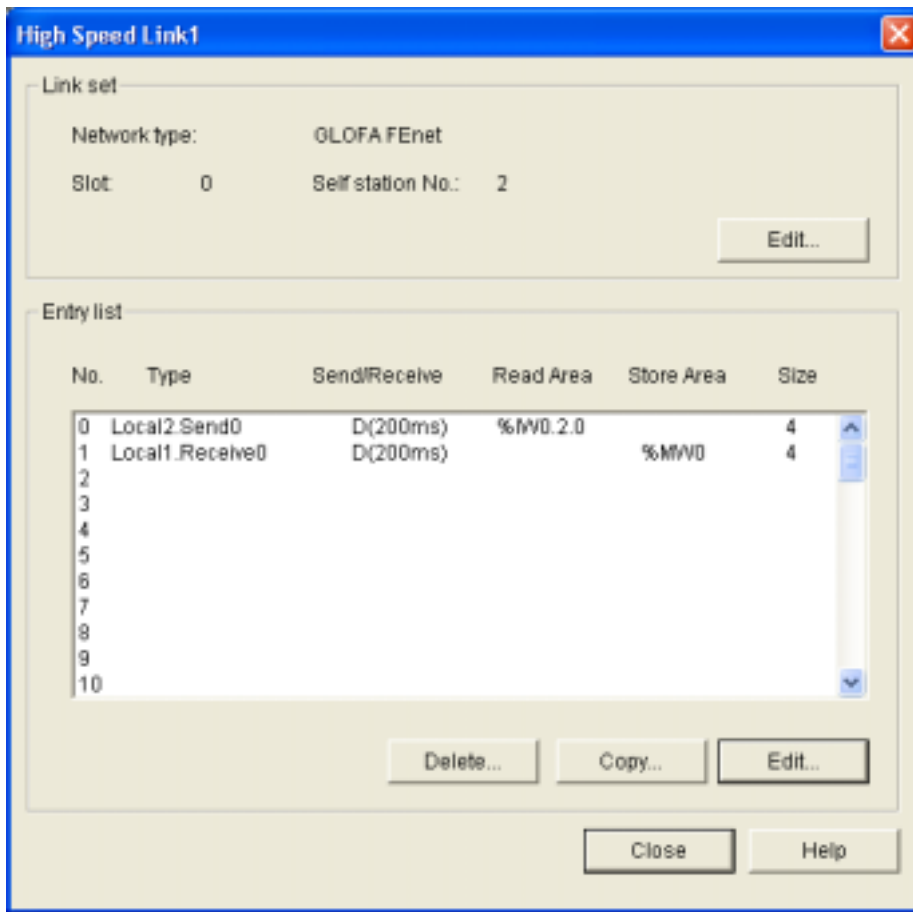 High Speed Link1
Link set
Network type: GLOFA FEnet
Slot: 0 Self station No.: 2
Edit...
Entry list
No. Type Send/Receive Read Area Store Area Size
0 Local2.Send0 D(200ms) %IW0.2.0 4
1 Local1.Receive0 D(200ms) %MW0 4
2
3
4
5
6
7
8
9
10
Delete... Copy... Edit...
Close Help